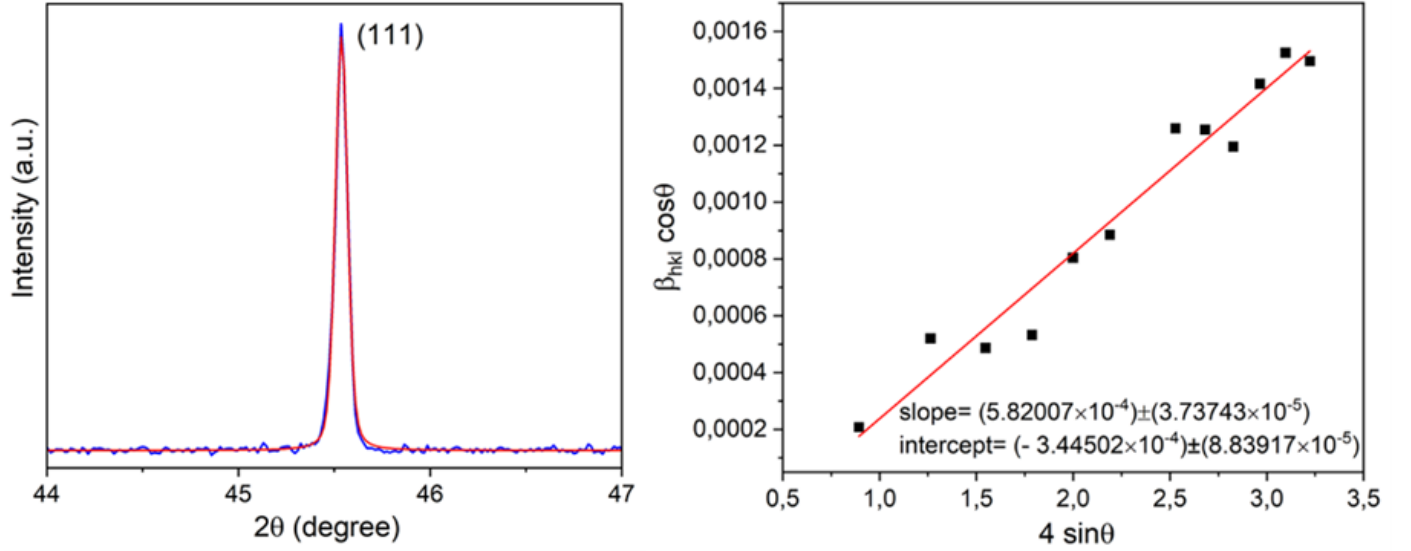 (111)
Intensity (a.u.)
44 45 46 47
2θ (degree)
0,0016
0,0014
0,0012
0,0010
0,0008
0,0006
0,0004
0,0002
βhkl cosθ
slope= (5.82007×10⁻⁴)±(3.73743×10⁻⁵)
intercept= (- 3.44502×10⁻⁴)±(8.83917×10⁻⁵)
0,5 1,0 1,5 2,0 2,5 3,0 3,5
4 sinθ